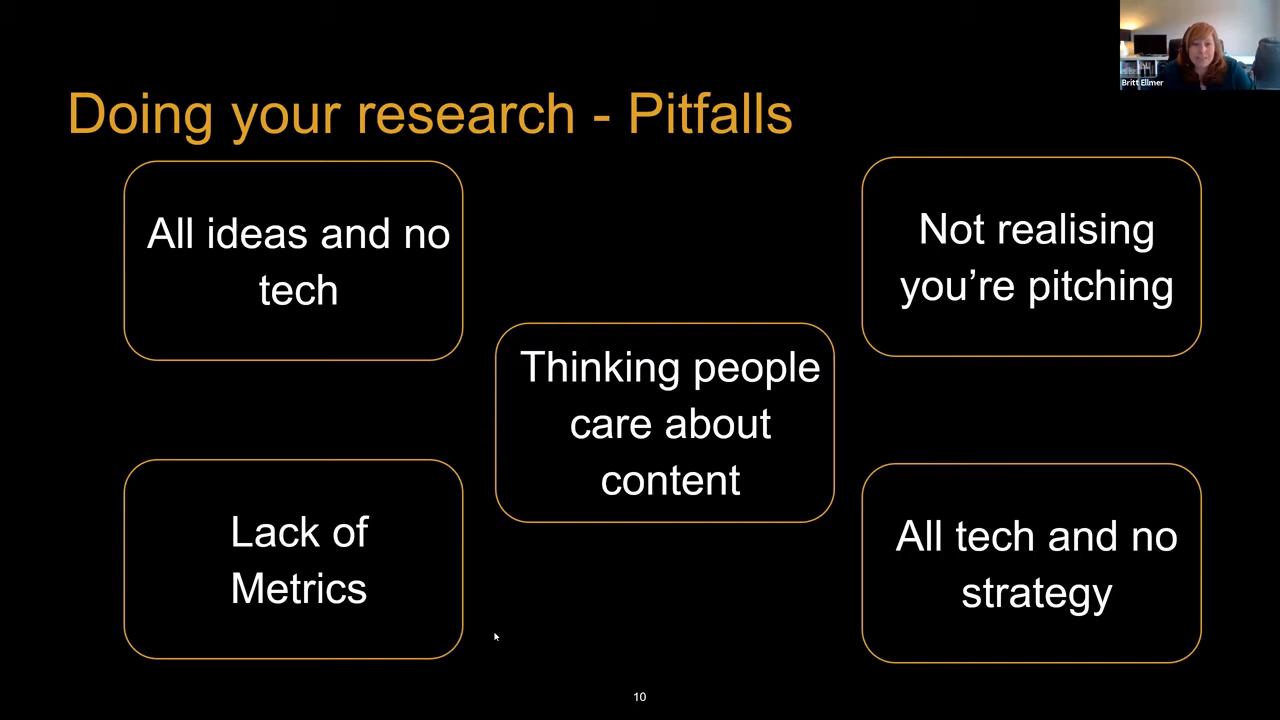 Britt Ellmer
Doing your research - Pitfalls
All ideas and no
tech
Not realising
you’re pitching
Thinking people
care about
content
Lack of
Metrics
All tech and no
strategy
10